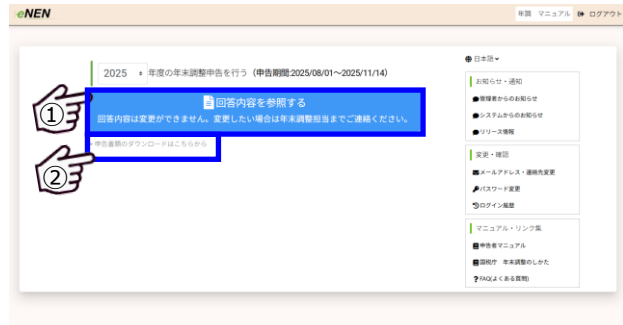 eNEN
年調 マニュアル ログアウト
日本語
2025 年度の年末調整申告を行う（申告期間:2025/08/01～2025/11/14）
① 回答内容を参照する
回答内容は変更ができません。変更したい場合は年末調整担当までご連絡ください。
② 申告書類のダウンロードはこちらから
お知らせ・通知
管理者からのお知らせ
システムからのお知らせ
リリース情報
変更・確認
メールアドレス・連絡先変更
パスワード変更
ログイン履歴
マニュアル・リンク集
申告者マニュアル
国税庁 年末調整のしかた
FAQ(よくある質問)